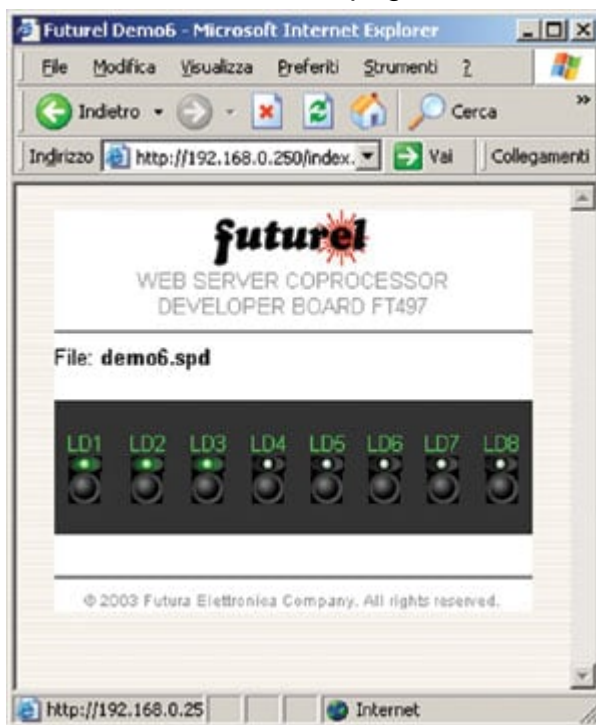 Futurel Demo6 - Microsoft Internet Explorer
File Modifica Visualizza Preferiti Strumenti ?
Indietro Cerca »
Indirizzo http://192.168.0.250/index. Vai Collegamenti
futurel
WEB SERVER COPROCESSOR
DEVELOPER BOARD FT497
File: demo6.spd
LD1 LD2 LD3 LD4 LD5 LD6 LD7 LD8
© 2003 Futura Elettronica Company. All rights reserved.
http://192.168.0.25 Internet